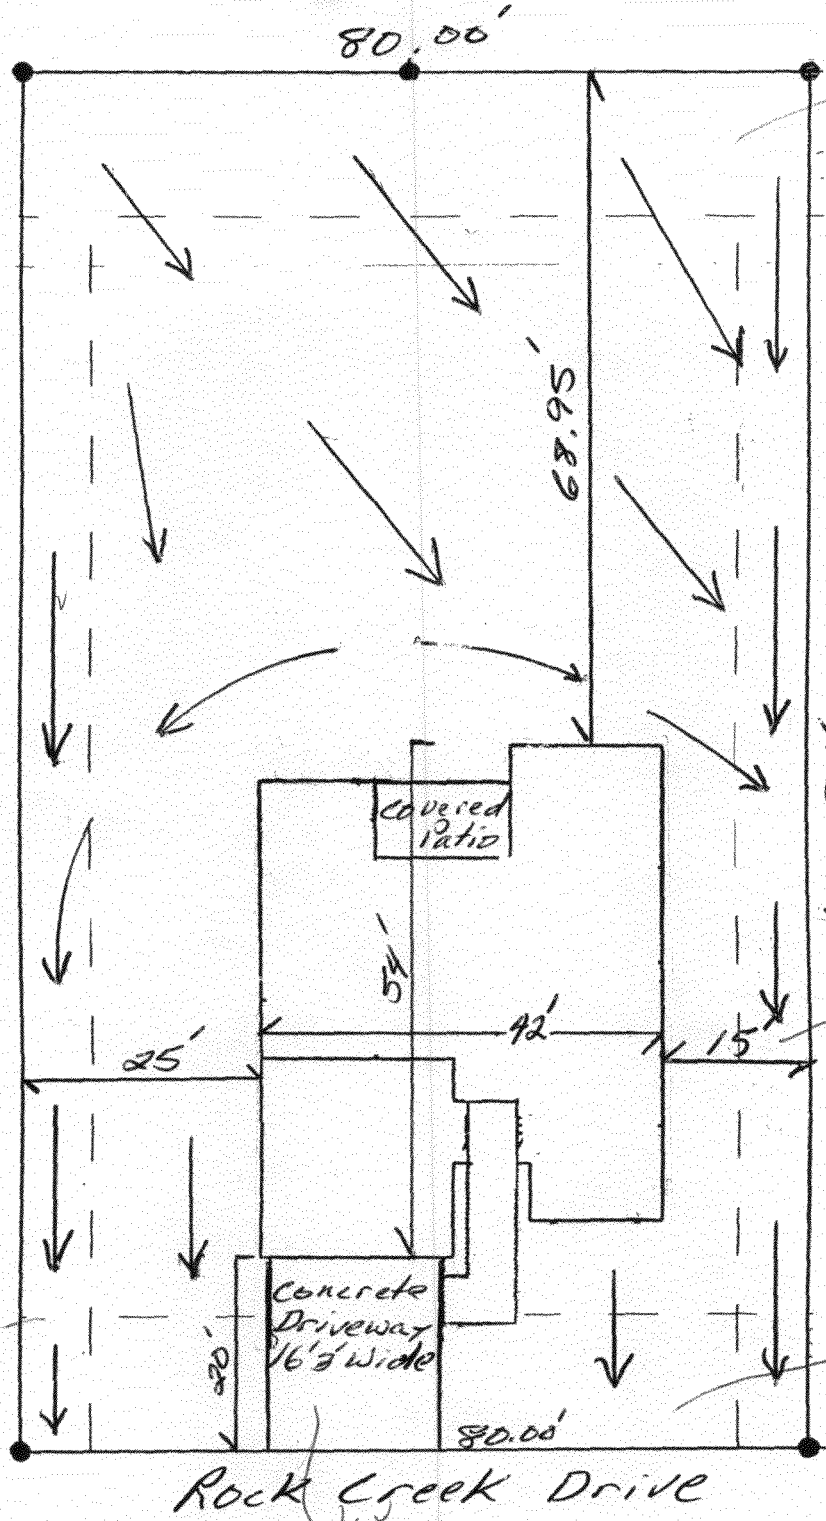 80.00'
68.95'
Covered
Patio
54'
42'
25'
15'
Concrete
Driveway
16'3" Wide
20'
80.00'
Rock Creek Drive